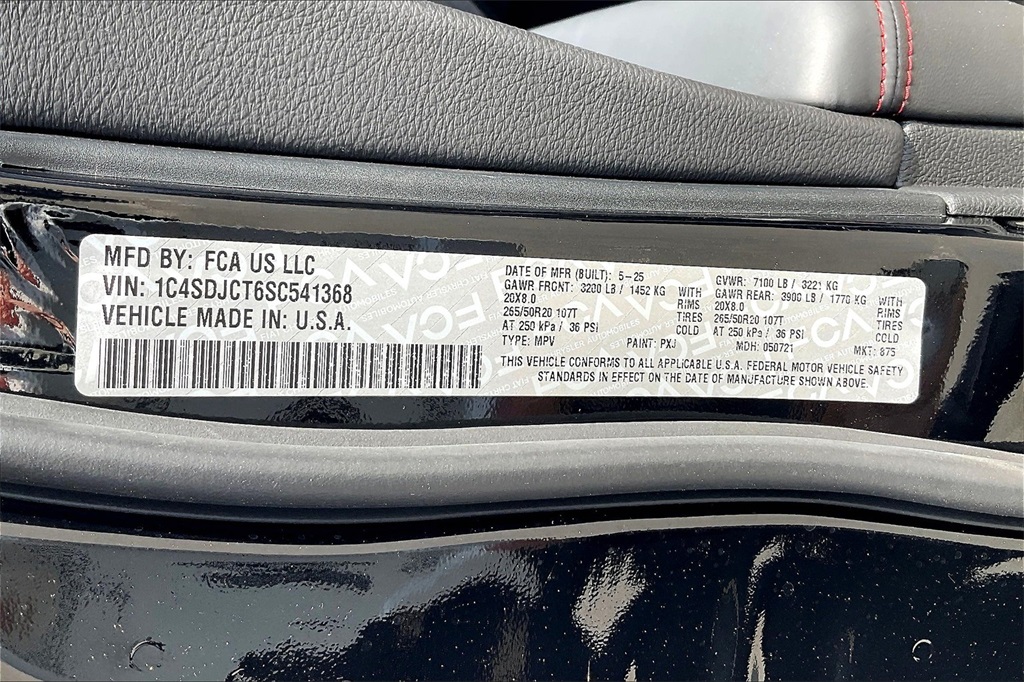 MFD BY: FCA US LLC
VIN: 1C4SDJCT6SC541368
VEHICLE MADE IN: U.S.A.
DATE OF MFR (BUILT): 5-25 GVWR: 7100 LB / 3221 KG
GAWR FRONT: 3200 LB / 1452 KG WITH GAWR REAR: 3900 LB / 1770 KG WITH
20X8.0 RIMS 20X8.0 RIMS
265/50R20 107T TIRES 265/50R20 107T TIRES
AT 250 kPa / 36 PSI COLD AT 250 kPa / 36 PSI COLD
TYPE: MPV PAINT: PXJ MDH: 050721 MKT: 875
THIS VEHICLE CONFORMS TO ALL APPLICABLE U.S.A. FEDERAL MOTOR VEHICLE SAFETY
STANDARDS IN EFFECT ON THE DATE OF MANUFACTURE SHOWN ABOVE.